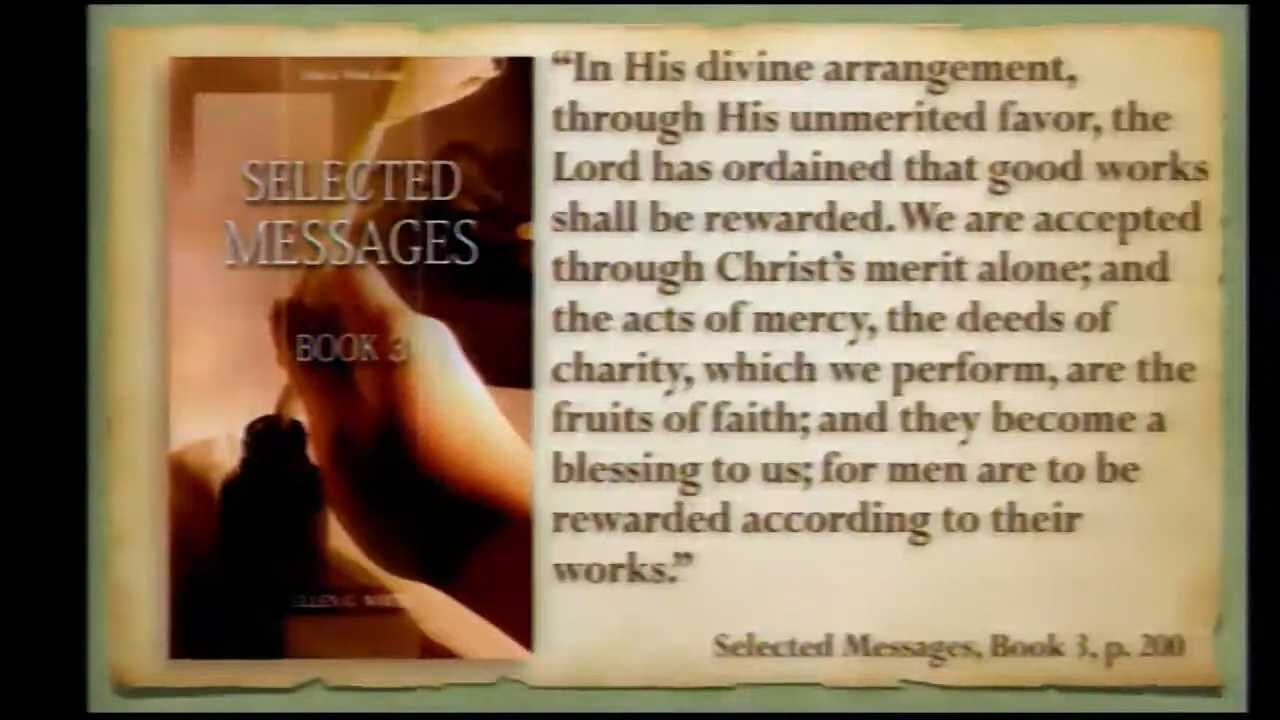 SELECTED
MESSAGES
BOOK 3
ELLEN G. WHITE
“In His divine arrangement,
through His unmerited favor, the
Lord has ordained that good works
shall be rewarded. We are accepted
through Christ’s merit alone; and
the acts of mercy, the deeds of
charity, which we perform, are the
fruits of faith; and they become a
blessing to us; for men are to be
rewarded according to their
works.”
Selected Messages, Book 3, p. 200